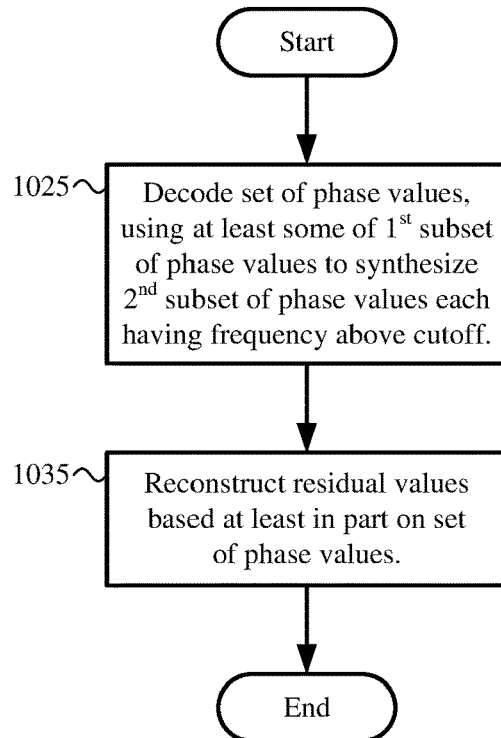 Start
1025
Decode set of phase values,
using at least some of 1st subset
of phase values to synthesize
2nd subset of phase values each
having frequency above cutoff.
1035
Reconstruct residual values
based at least in part on set
of phase values.
End